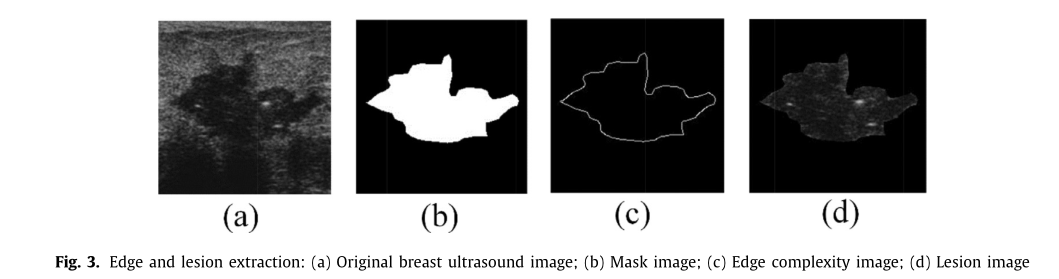 (a) (b) (c) (d)
Fig. 3. Edge and lesion extraction: (a) Original breast ultrasound image; (b) Mask image; (c) Edge complexity image; (d) Lesion image